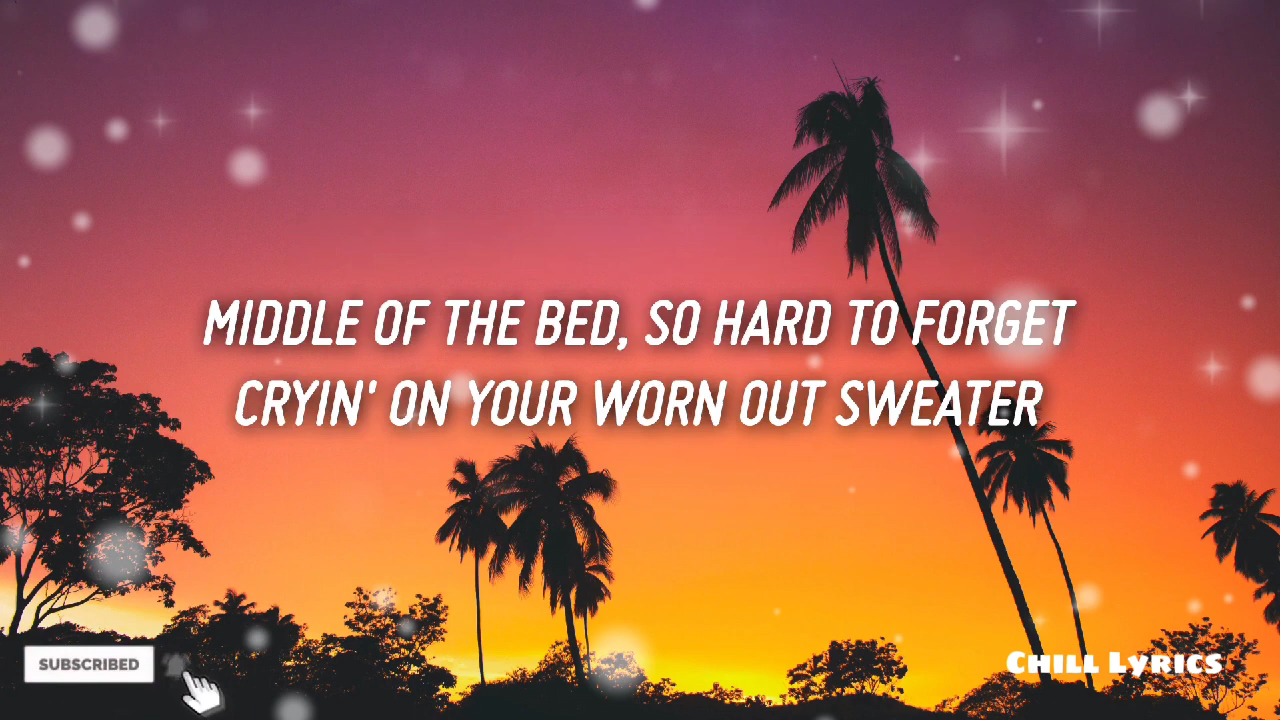 MIDDLE OF THE BED, SO HARD TO FORGET
CRYIN' ON YOUR WORN OUT SWEATER
SUBSCRIBED
CHILL LYRICS